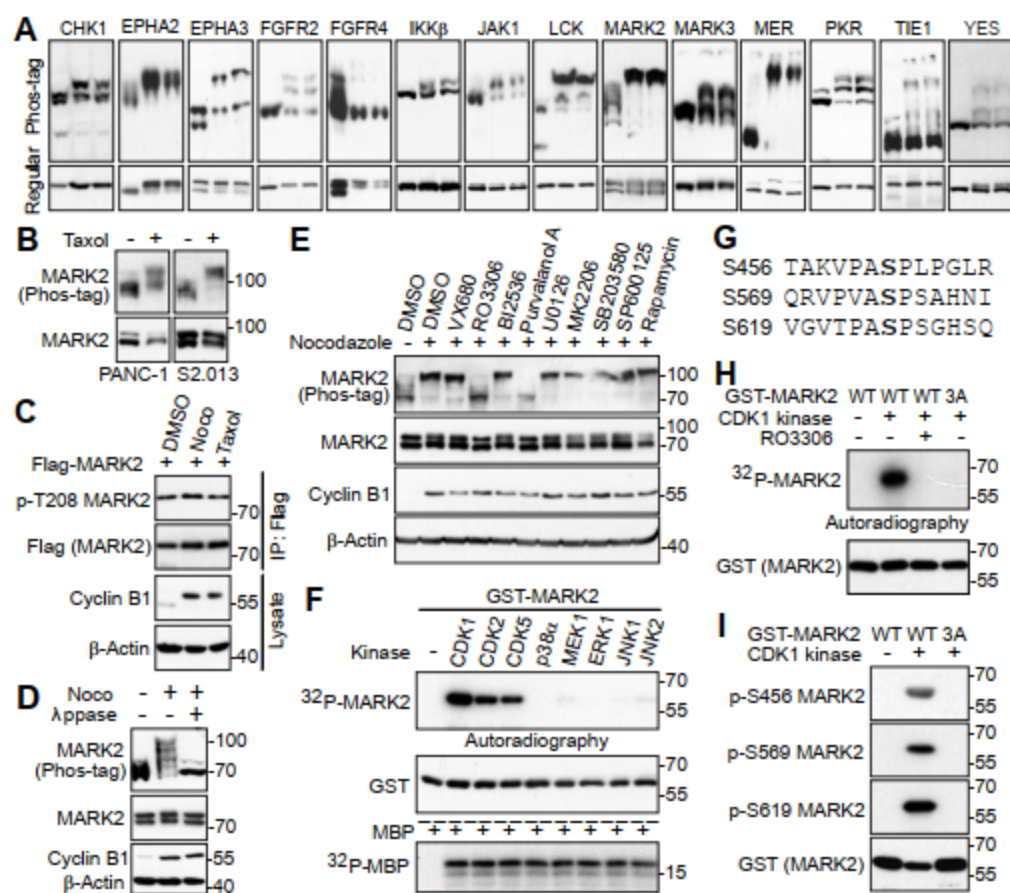 A
CHK1 EPHA2 EPHA3 FGFR2 FGFR4 IKKβ JAK1 LCK MARK2 MARK3 MER PKR TIE1 YES
Phos-tag
Regular
B
Taxol - + - +
MARK2
(Phos-tag)
100
MARK2
100
PANC-1 S2.013
C
DMSO Noco Taxol
Flag-MARK2 + + +
p-T208 MARK2
70
Flag (MARK2)
70
IP: Flag
Cyclin B1
55
β-Actin
40
Lysate
D
Noco - + +
λppase - - +
MARK2
(Phos-tag)
100
70
MARK2
70
Cyclin B1
55
β-Actin
40
E
DMSO DMSO VX680 RO3306 BI2536 Purvalanol A U0126 MK2206 SB203580 SP600125 Rapamycin
Nocodazole - + + + + + + + + + +
MARK2
(Phos-tag)
100
70
MARK2
100
70
Cyclin B1
55
β-Actin
40
F
GST-MARK2
Kinase - CDK1 CDK2 CDK5 p38α MEK1 ERK1 JNK1 JNK2
32P-MARK2
70
55
Autoradiography
GST
70
55
MBP + + + + + + + + +
32P-MBP
15
G
S456 TAKVPASPLPGLR
S569 QRVPVASPSAHNI
S619 VGVTPASPSGHSQ
H
GST-MARK2 WT WT WT 3A
CDK1 kinase - + + +
RO3306 - - + -
32P-MARK2
70
55
Autoradiography
GST (MARK2)
70
55
I
GST-MARK2 WT WT 3A
CDK1 kinase - + +
p-S456 MARK2
70
55
p-S569 MARK2
70
55
p-S619 MARK2
70
55
GST (MARK2)
70
55